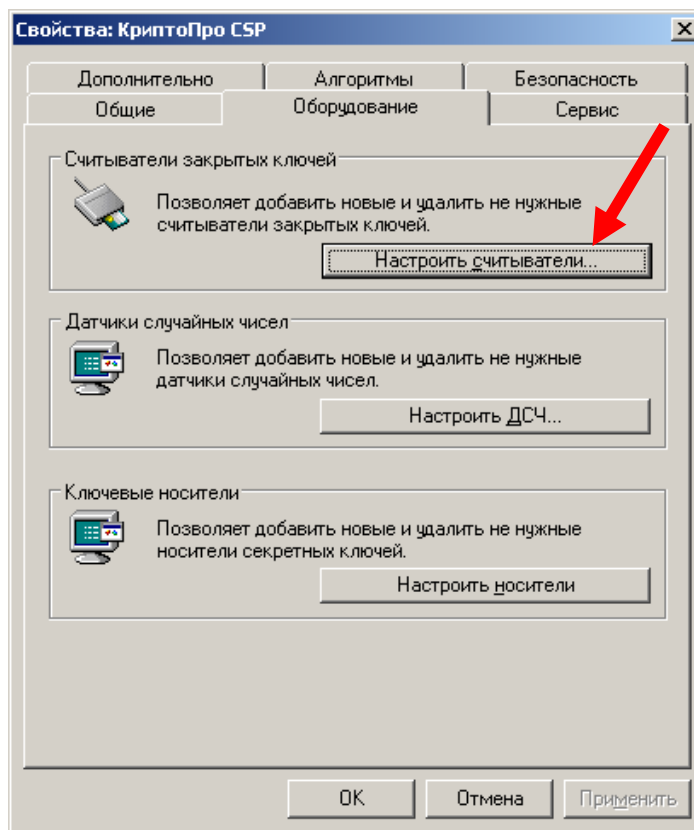 Свойства: КриптоПро CSP
Дополнительно Алгоритмы Безопасность
Общие Оборудование Сервис
Считыватели закрытых ключей
Позволяет добавить новые и удалить не нужные
считыватели закрытых ключей.
Настроить считыватели...
Датчики случайных чисел
Позволяет добавить новые и удалить не нужные
датчики случайных чисел.
Настроить ДСЧ...
Ключевые носители
Позволяет добавить новые и удалить не нужные
носители секретных ключей.
Настроить носители
OK Отмена Применить